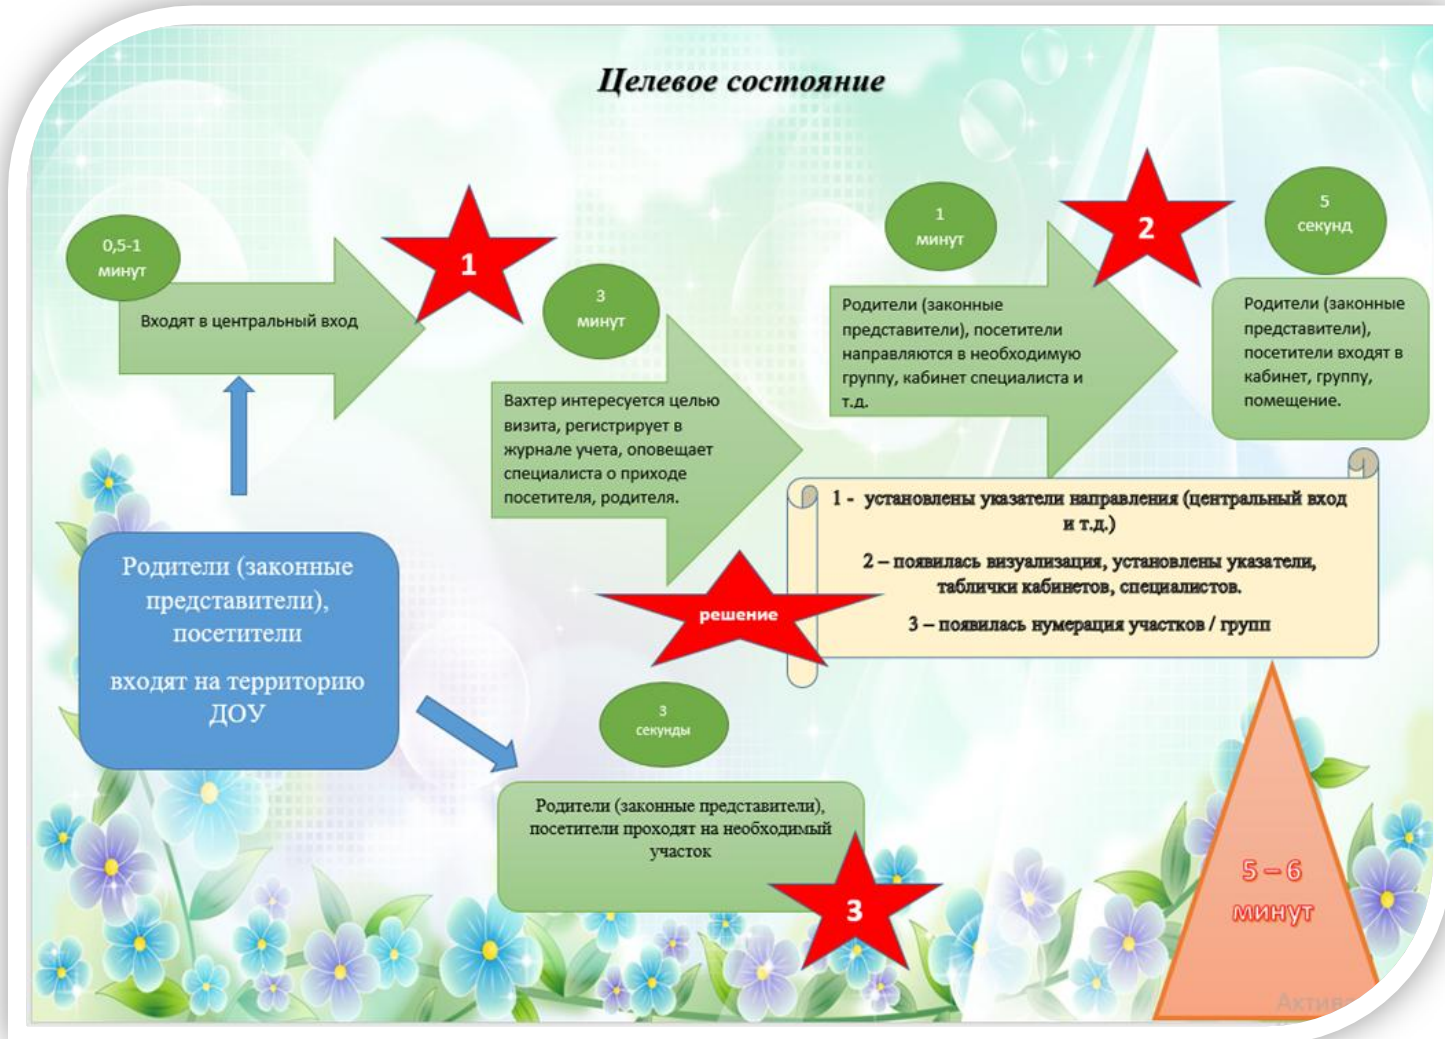 Целевое состояние
0,5-1
минут
Входят в центральный вход
1
3
минут
Вахтер интересуется целью
визита, регистрирует в
журнале учета, оповещает
специалиста о приходе
посетителя, родителя.
1
минут
Родители (законные
представители), посетители
направляются в необходимую
группу, кабинет специалиста и
т.д.
2
5
секунд
Родители (законные
представители),
посетители входят в
кабинет, группу,
помещение.
Родители (законные
представители),
посетители
входят на территорию
ДОУ
решение
1 - установлены указатели направления (центральный вход
и т.д.)
2 – появилась визуализация, установлены указатели,
таблички кабинетов, специалистов.
3 – появилась нумерация участков / групп
3
секунды
Родители (законные представители),
посетители проходят на необходимый
участок
3
5 – 6
минут